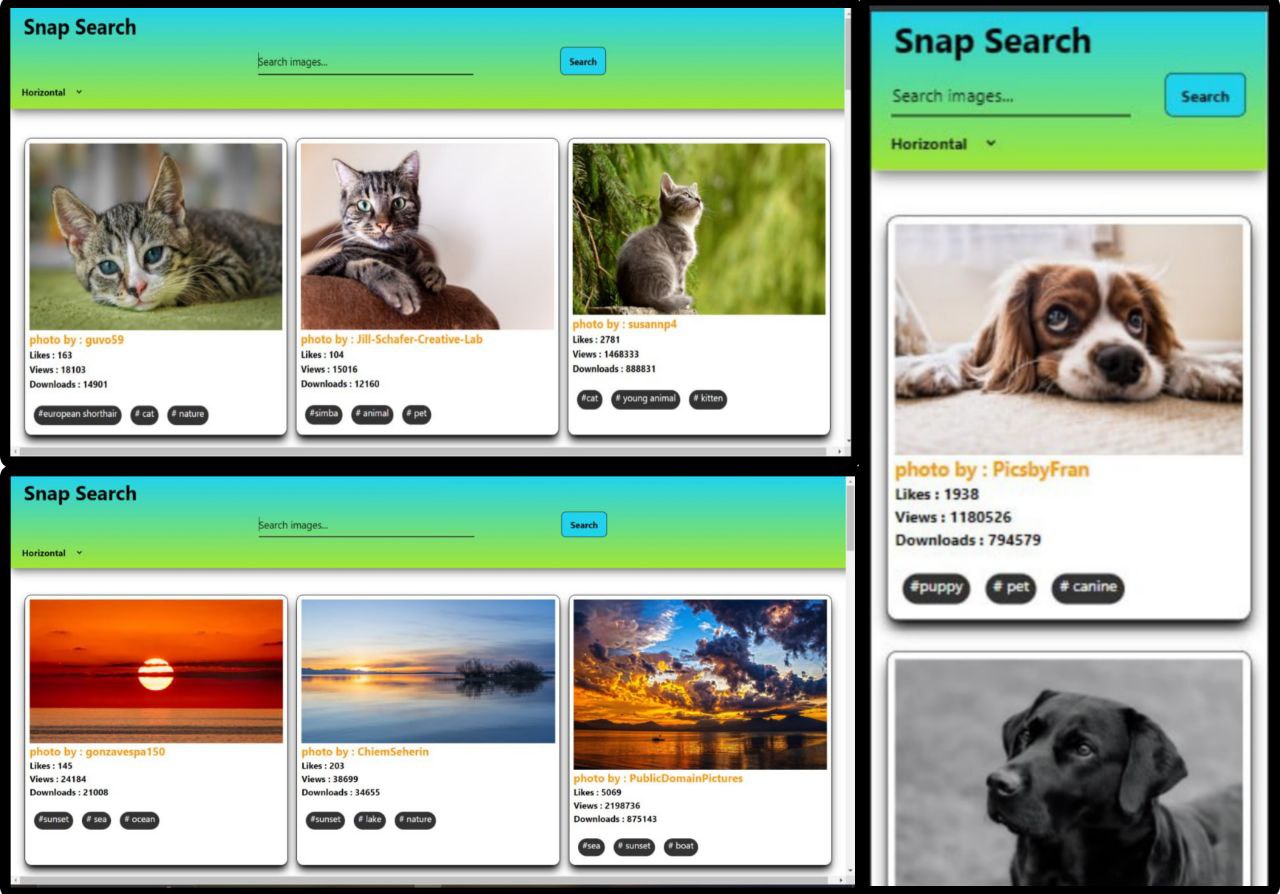 Snap Search
Search images...
Search
Horizontal
photo by : guvo59
Likes : 163
Views : 18103
Downloads : 14901
#european shorthair # cat # nature
photo by : Jill-Schafer-Creative-Lab
Likes : 104
Views : 15016
Downloads : 12160
#simba # animal # pet
photo by : susannp4
Likes : 2781
Views : 1468333
Downloads : 888831
#cat # young animal # kitten
Snap Search
Search images...
Search
Horizontal
photo by : gonzavespa150
Likes : 145
Views : 24184
Downloads : 21008
#sunset # sea # ocean
photo by : ChiemSeherin
Likes : 203
Views : 38699
Downloads : 34655
#sunset # lake # nature
photo by : PublicDomainPictures
Likes : 5069
Views : 2198736
Downloads : 875143
#sea # sunset # boat
Snap Search
Search images...
Search
Horizontal
photo by : PicsbyFran
Likes : 1938
Views : 1180526
Downloads : 794579
#puppy # pet # canine